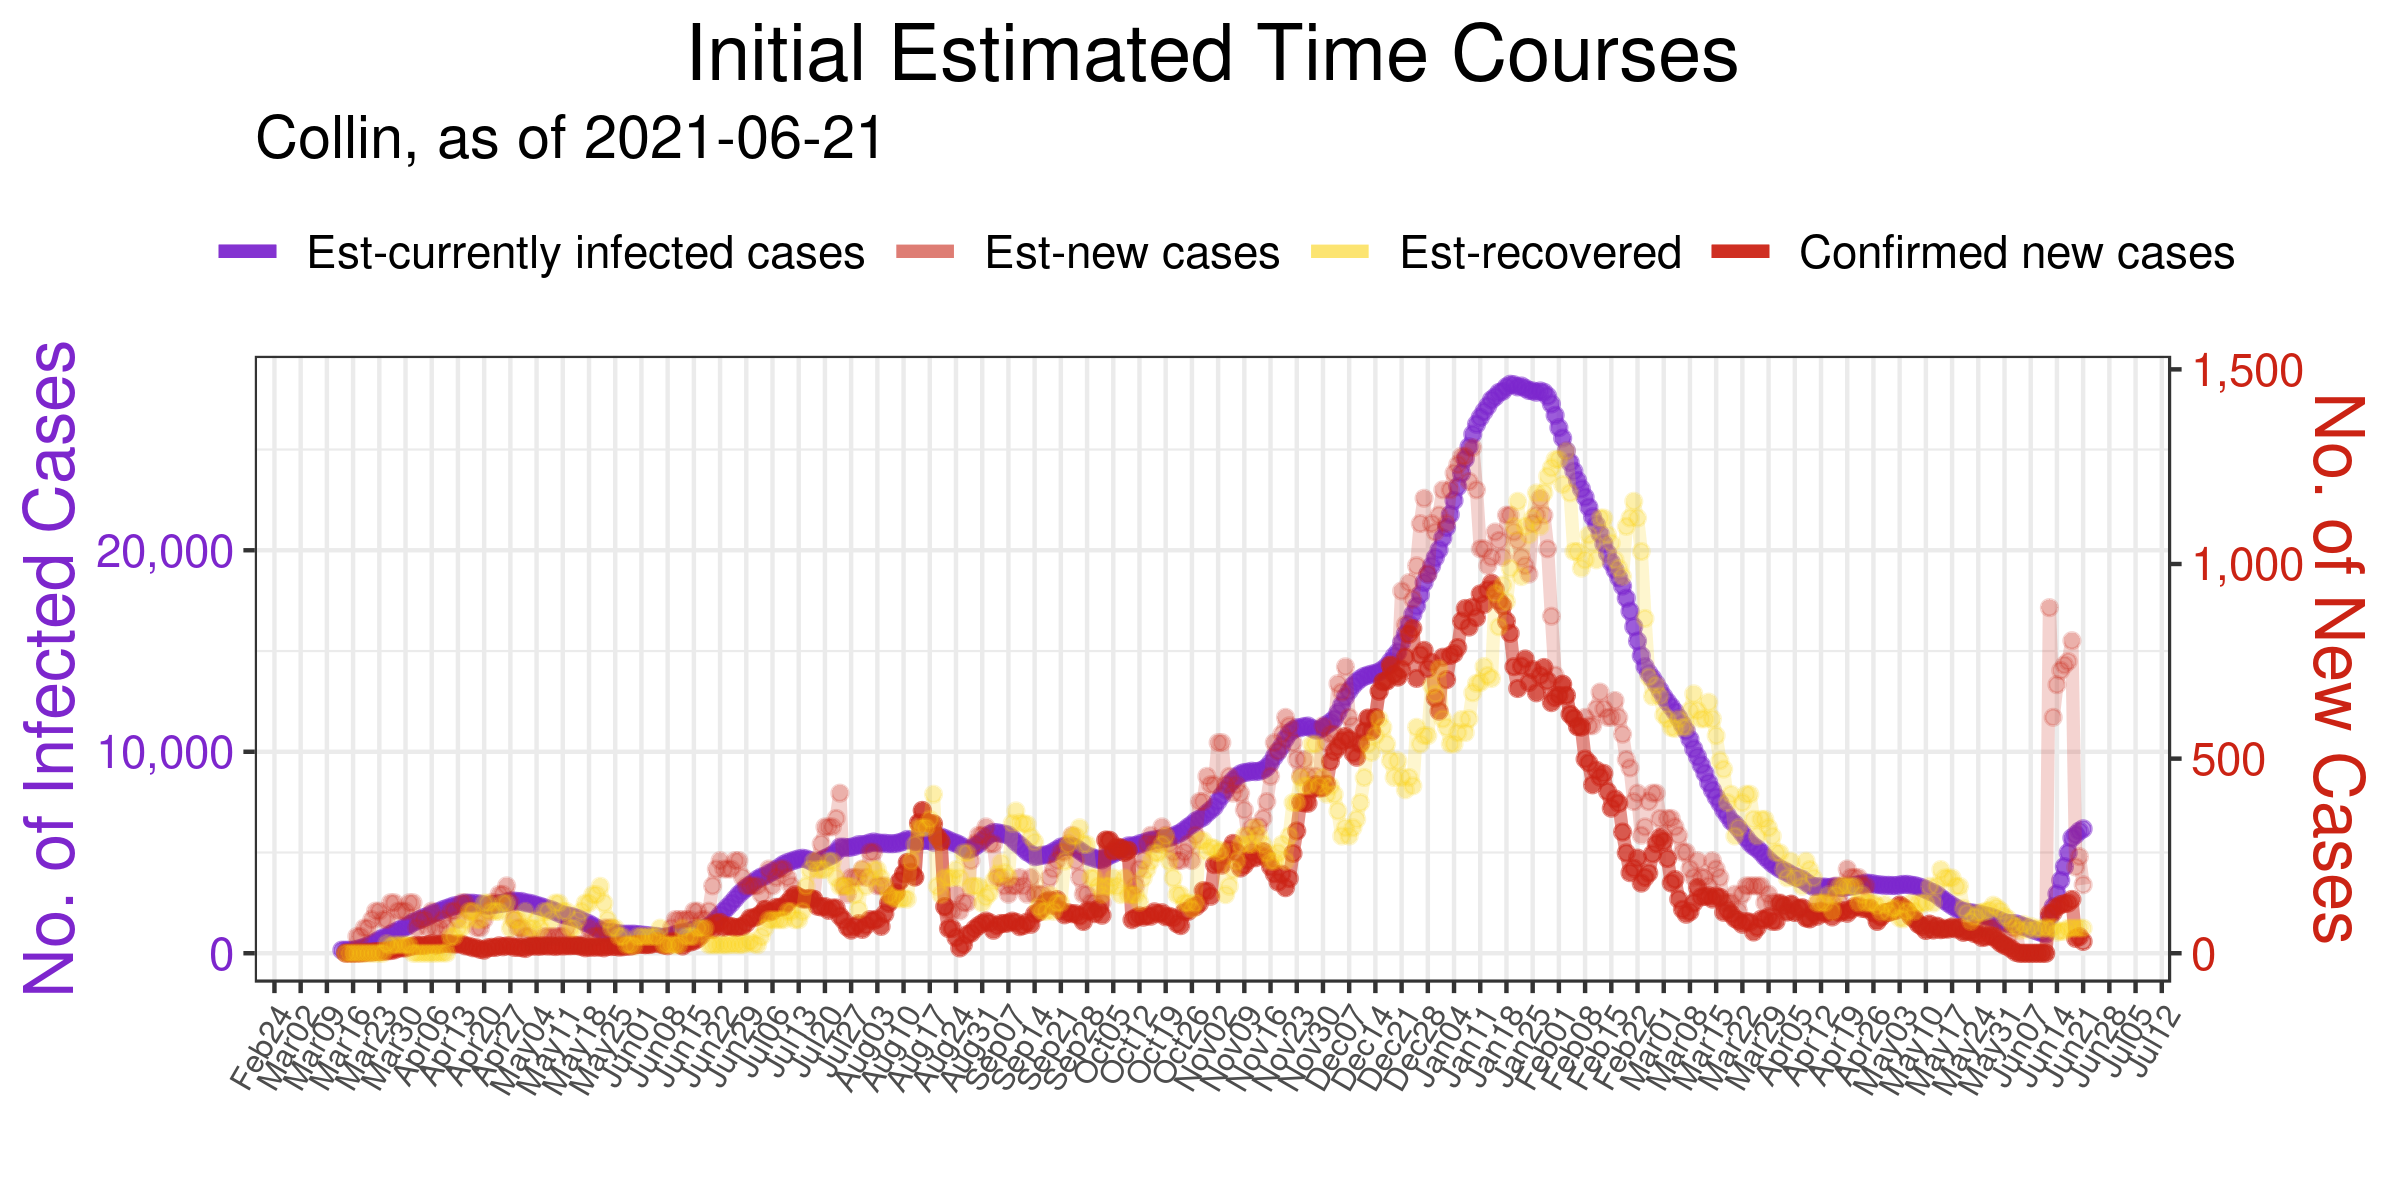 Initial Estimated Time Courses
Collin, as of 2021-06-21
Est-currently infected cases Est-new cases Est-recovered Confirmed new cases
No. of Infected Cases
20,000
10,000
0
1,500
1,000
500
0
No. of New Cases
Feb24 Mar02 Mar09 Mar16 Mar23 Mar30 Apr06 Apr13 Apr20 Apr27 May04 May11 May18 May25 Jun01 Jun08 Jun15 Jun22 Jun29 Jul06 Jul13 Jul20 Jul27 Aug03 Aug10 Aug17 Aug24 Aug31 Sep07 Sep14 Sep21 Sep28 Oct05 Oct12 Oct19 Oct26 Nov02 Nov09 Nov16 Nov23 Nov30 Dec07 Dec14 Dec21 Dec28 Jan04 Jan11 Jan18 Jan25 Feb01 Feb08 Feb15 Feb22 Mar01 Mar08 Mar15 Mar22 Mar29 Apr05 Apr12 Apr19 Apr26 May03 May10 May17 May24 May31 Jun07 Jun14 Jun21 Jun28 Jul05 Jul12